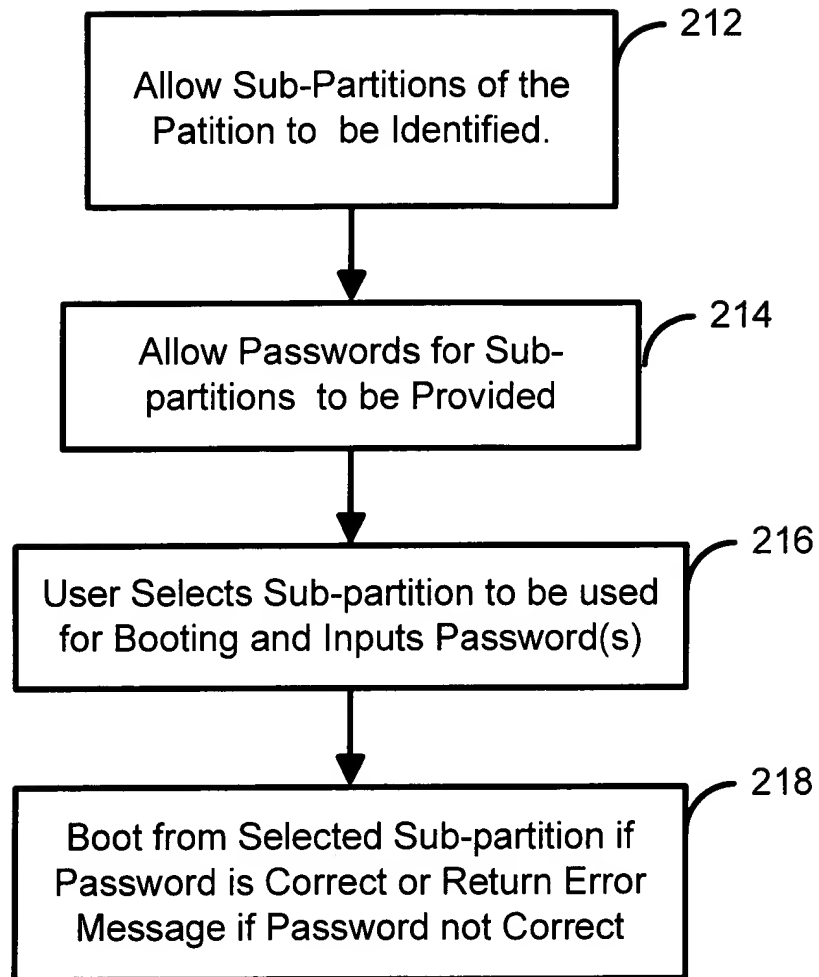 212
Allow Sub-Partitions of the
Patition to be Identified.
214
Allow Passwords for Sub-
partitions to be Provided
216
User Selects Sub-partition to be used
for Booting and Inputs Password(s)
218
Boot from Selected Sub-partition if
Password is Correct or Return Error
Message if Password not Correct